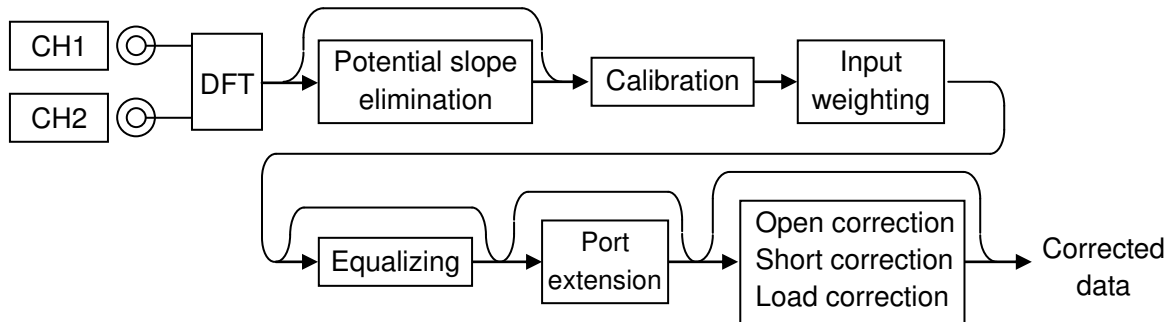 CH1
CH2
DFT
Potential slope
elimination
Calibration
Input
weighting
Equalizing
Port
extension
Open correction
Short correction
Load correction
Corrected
data